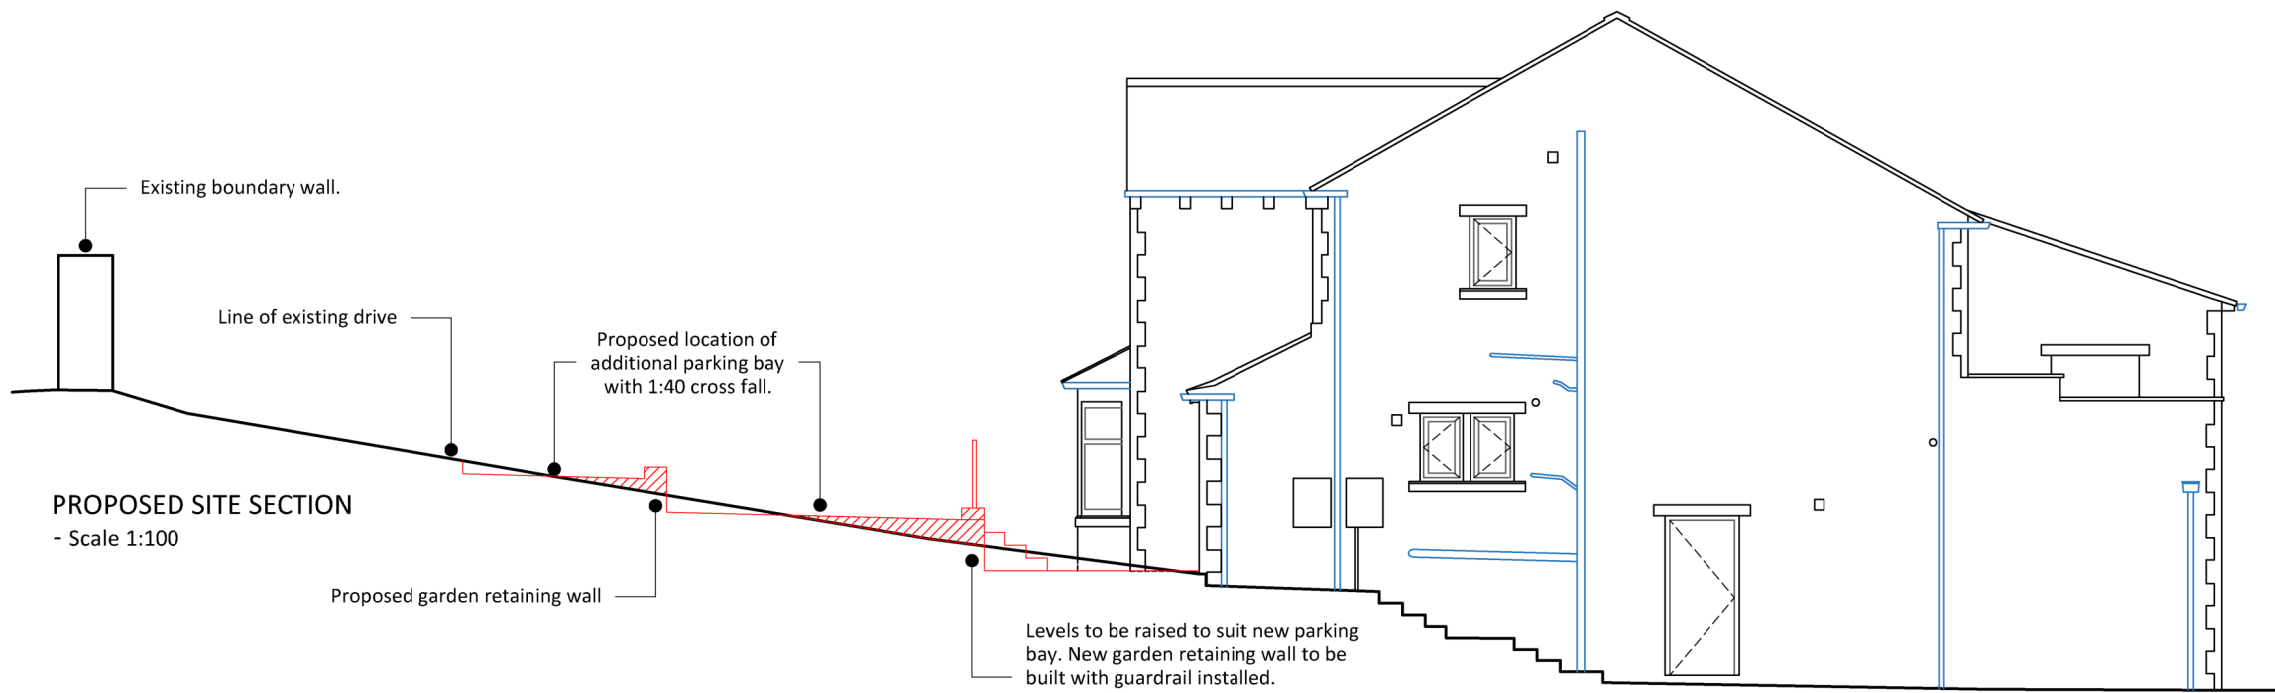 Existing boundary wall.
Line of existing drive
Proposed location of
additional parking bay
with 1:40 cross fall.
PROPOSED SITE SECTION
- Scale 1:100
Proposed garden retaining wall
Levels to be raised to suit new parking
bay. New garden retaining wall to be
built with guardrail installed.